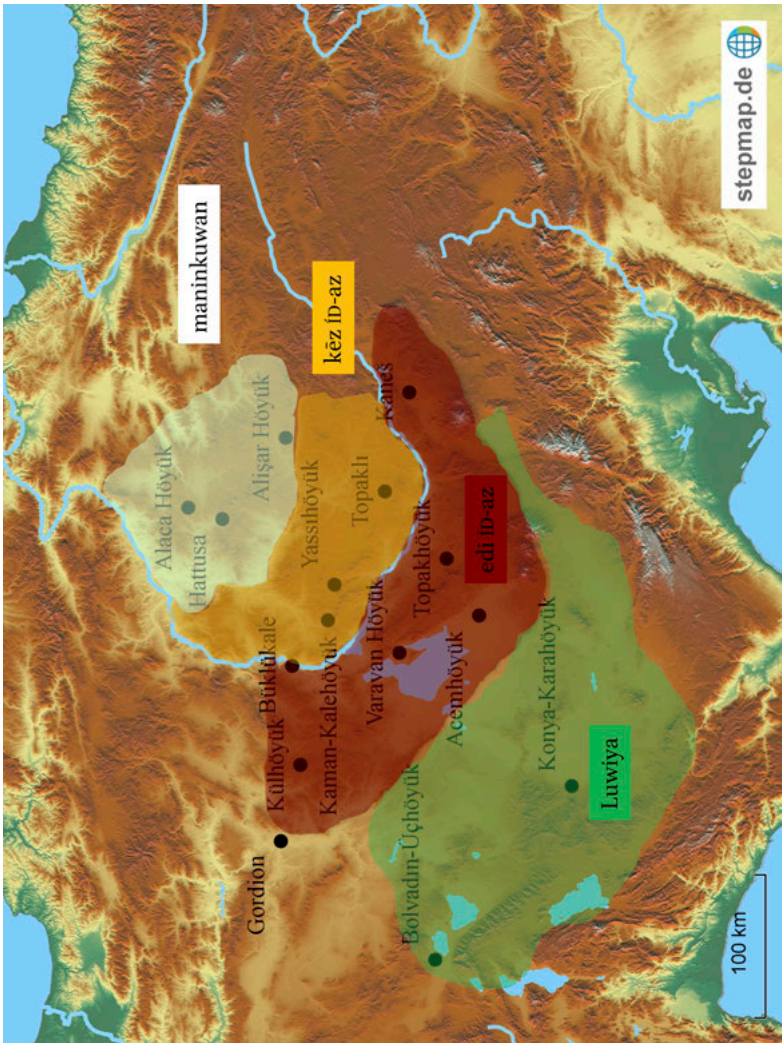 maninkuwan
Alaca Höyük
Hattusa
Alişar Höyük
kēz ÍD-az
Yassıhöyük
Topaklı
Kaneš
Büklükale
Külhöyük
Kaman-Kalehöyük
Varavan Höyük
Topakhöyük
edi ÍD-az
Acemhöyük
Gordion
Bolvadın-Üçhöyük
Konya-Karahöyük
Luwiya
100 km
stepmap.de